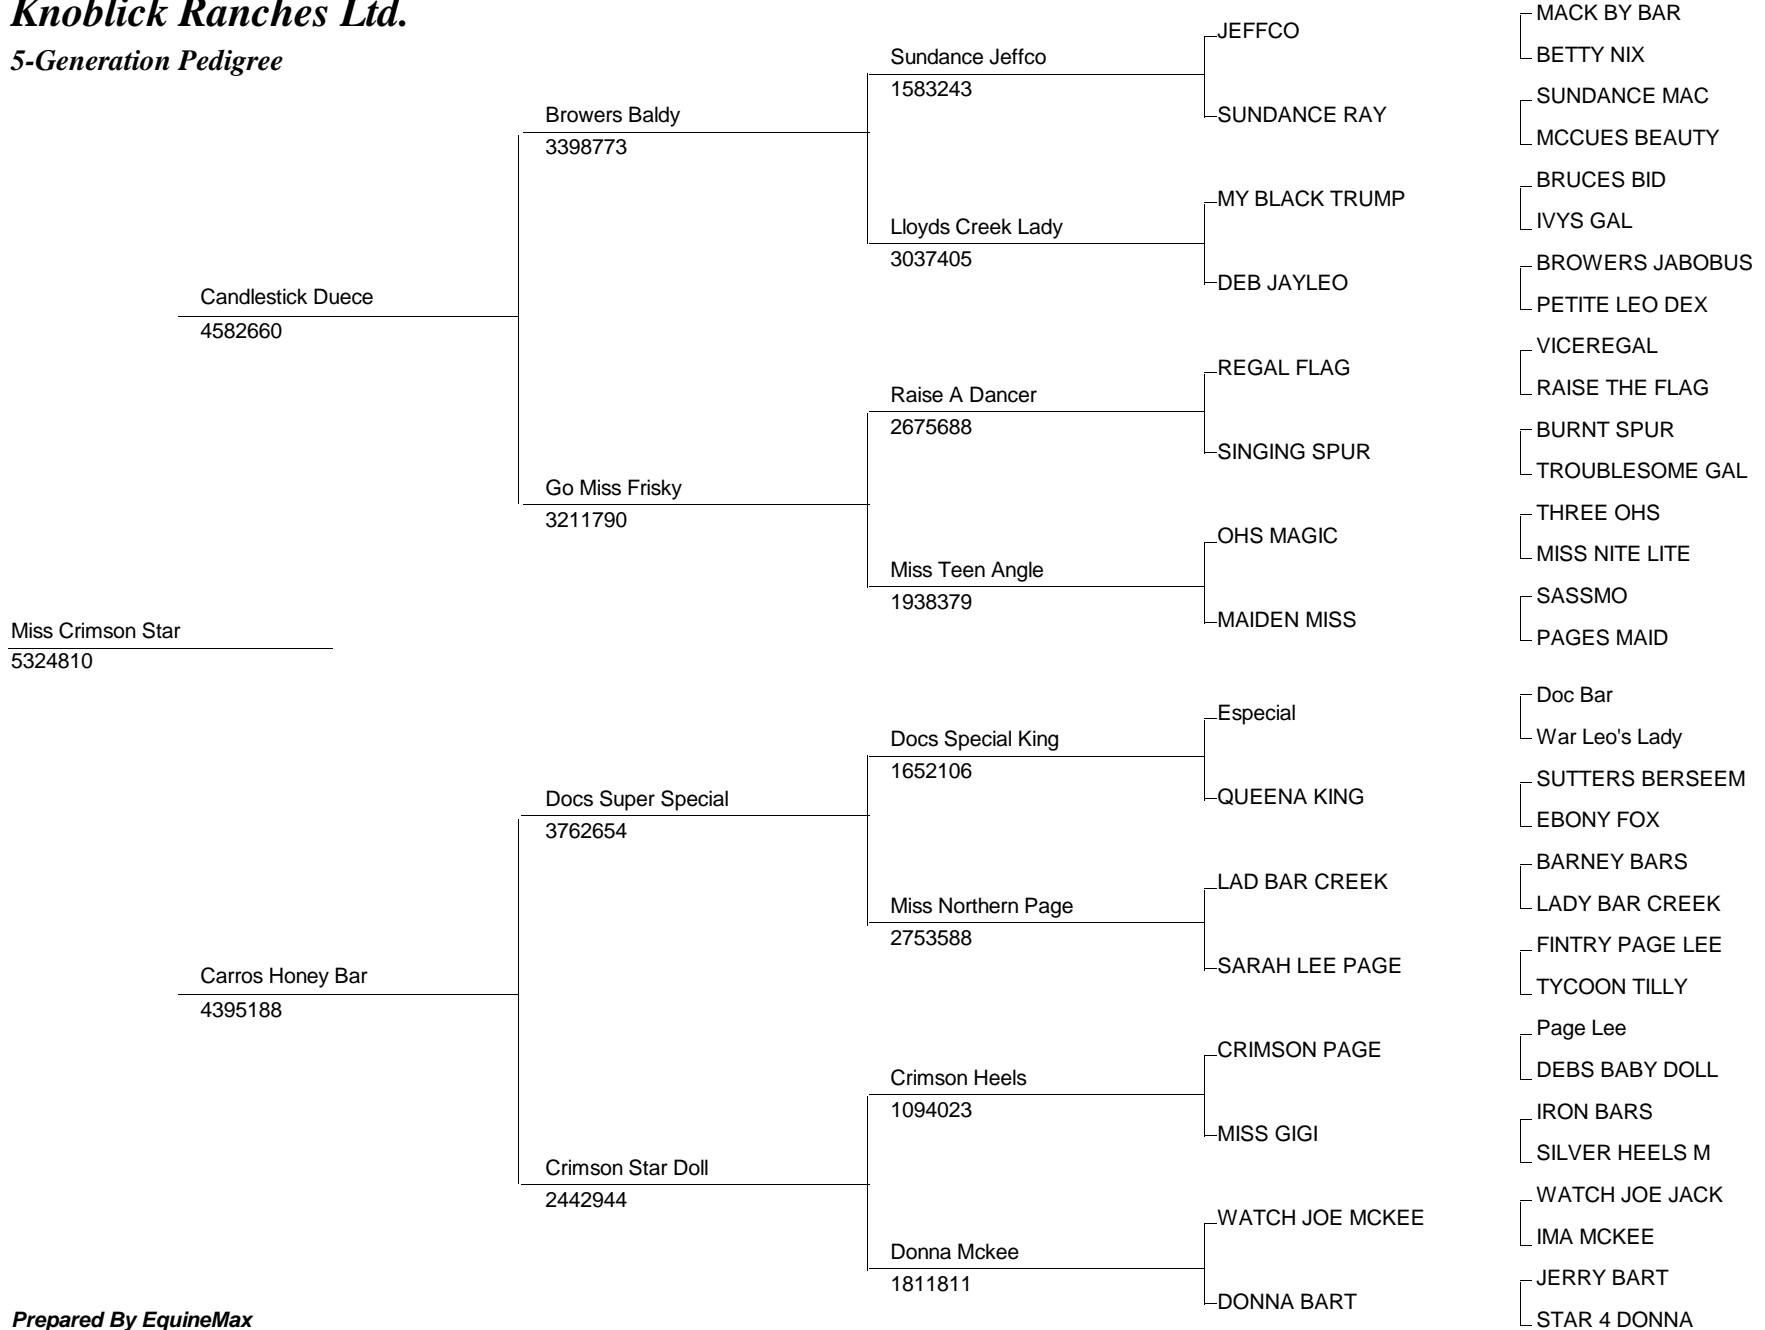 Knoblick Ranches Ltd.
5-Generation Pedigree
Miss Crimson Star
5324810
Candlestick Duece
4582660
Carros Honey Bar
4395188
Browers Baldy
3398773
Go Miss Frisky
3211790
Docs Super Special
3762654
Crimson Star Doll
2442944
Sundance Jeffco
1583243
Lloyds Creek Lady
3037405
Raise A Dancer
2675688
Miss Teen Angle
1938379
Docs Special King
1652106
Miss Northern Page
2753588
Crimson Heels
1094023
Donna Mckee
1811811
JEFFCO
SUNDANCE RAY
MY BLACK TRUMP
DEB JAYLEO
REGAL FLAG
SINGING SPUR
OHS MAGIC
MAIDEN MISS
Especial
QUEENA KING
LAD BAR CREEK
SARAH LEE PAGE
CRIMSON PAGE
MISS GIGI
WATCH JOE MCKEE
DONNA BART
MACK BY BAR
BETTY NIX
SUNDANCE MAC
MCCUES BEAUTY
BRUCES BID
IVYS GAL
BROWERS JABOBUS
PETITE LEO DEX
VICEREGAL
RAISE THE FLAG
BURNT SPUR
TROUBLESOME GAL
THREE OHS
MISS NITE LITE
SASSMO
PAGES MAID
Doc Bar
War Leo's Lady
SUTTERS BERSEEM
EBONY FOX
BARNEY BARS
LADY BAR CREEK
FINTRY PAGE LEE
TYCOON TILLY
Page Lee
DEBS BABY DOLL
IRON BARS
SILVER HEELS M
WATCH JOE JACK
IMA MCKEE
JERRY BART
STAR 4 DONNA
Prepared By EquineMax